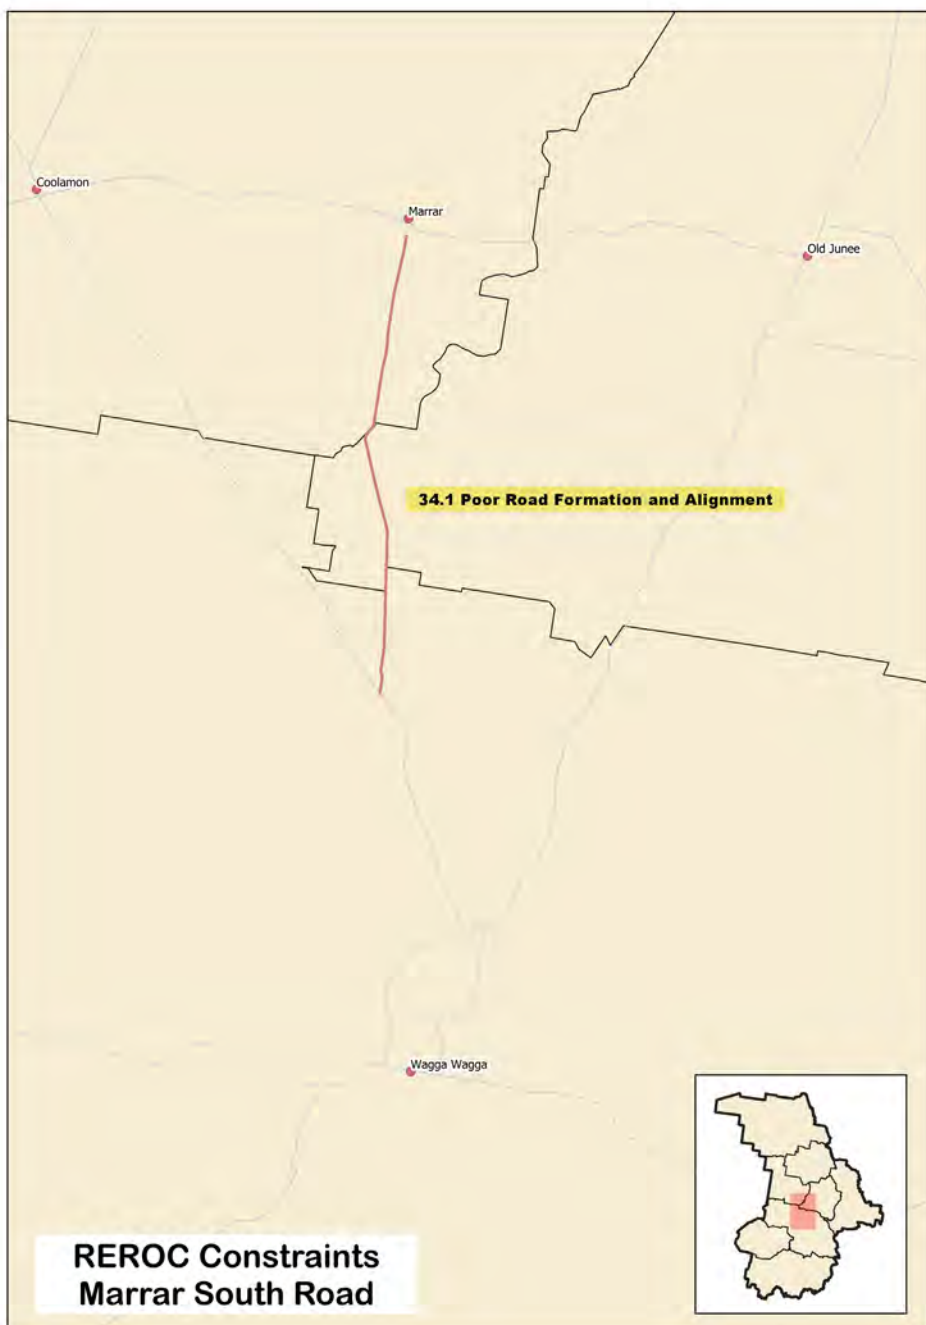 Coolamon
Marrar
Old Junee
34.1 Poor Road Formation and Alignment
Wagga Wagga
REROC Constraints
Marrar South Road